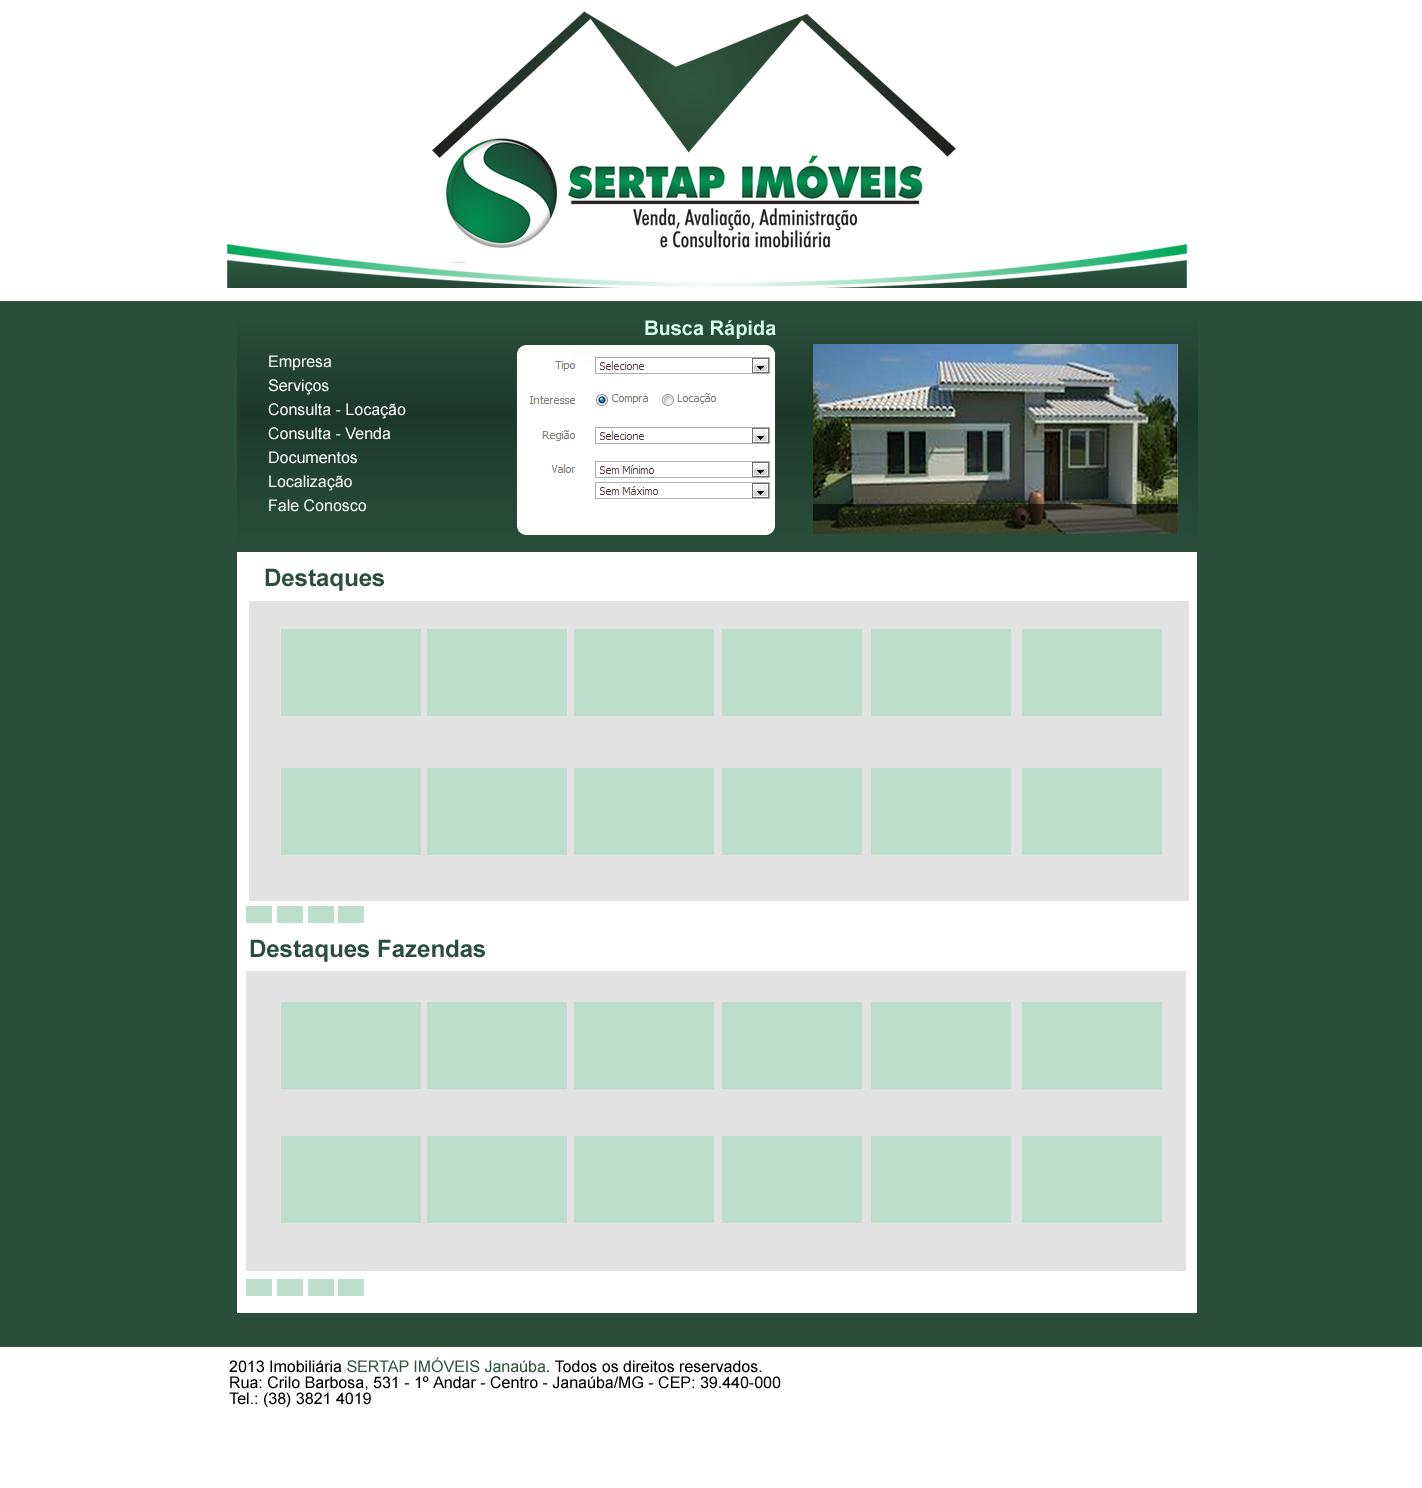 SERTAP IMÓVEIS
Venda, Avaliação, Administração
e Consultoria imobiliária
Busca Rápida
Empresa
Serviços
Consulta - Locação
Consulta - Venda
Documentos
Localização
Fale Conosco
Tipo Selecione
Interesse Compra Locação
Região Selecione
Valor Sem Mínimo
Sem Máximo
Destaques
Destaques Fazendas
2013 Imobiliária SERTAP IMÓVEIS Janaúba. Todos os direitos reservados.
Rua: Crilo Barbosa, 531 - 1º Andar - Centro - Janaúba/MG - CEP: 39.440-000
Tel.: (38) 3821 4019